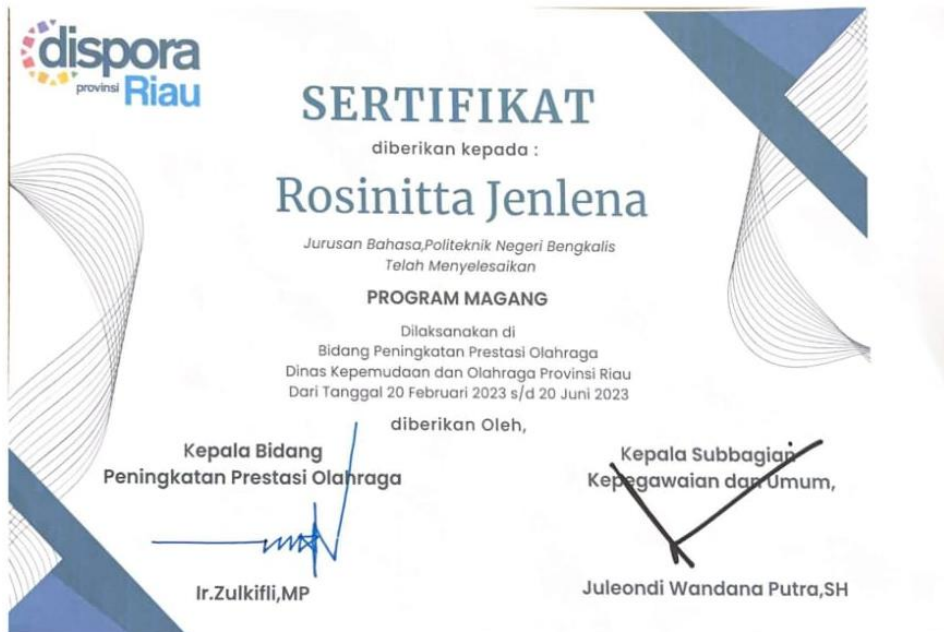 dispora
provinsi Riau
SERTIFIKAT
diberikan kepada :
Rosinitta Jenlena
Jurusan Bahasa,Politeknik Negeri Bengkalis
Telah Menyelesaikan
PROGRAM MAGANG
Dilaksanakan di
Bidang Peningkatan Prestasi Olahraga
Dinas Kepemudaan dan Olahraga Provinsi Riau
Dari Tanggal 20 Februari 2023 s/d 20 Juni 2023
diberikan Oleh,
Kepala Bidang
Peningkatan Prestasi Olahraga
Ir.Zulkifli,MP
Kepala Subbagian
Kepegawaian dan Umum,
Juleondi Wandana Putra,SH